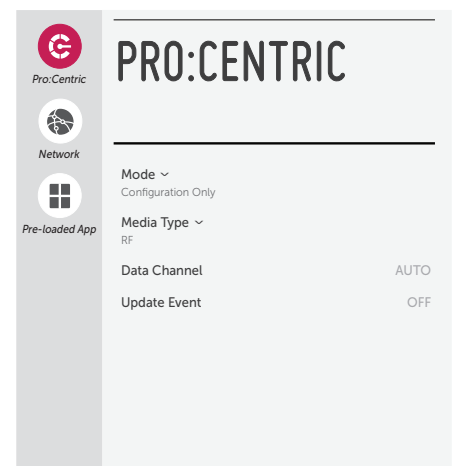 Pro:Centric
Network
Pre-loaded App
PRO:CENTRIC
Mode
Configuration Only
Media Type
RF
Data Channel AUTO
Update Event OFF